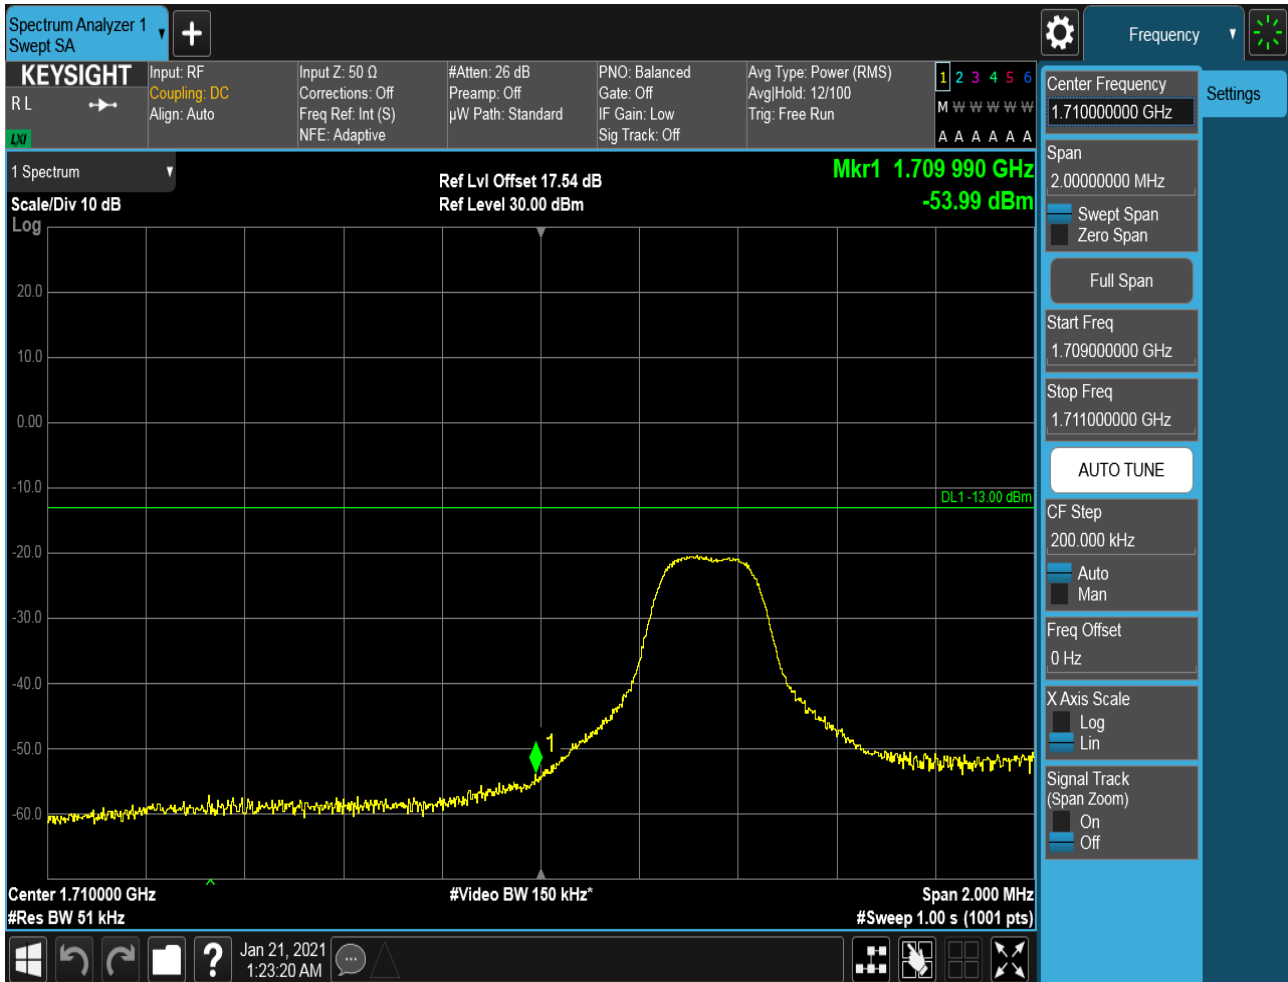 Spectrum Analyzer 1
Swept SA
Frequency
KEYSIGHT
R L
LXI
Input: RF
Coupling: DC
Align: Auto
Input Z: 50 Ω
Corrections: Off
Freq Ref: Int (S)
NFE: Adaptive
#Atten: 26 dB
Preamp: Off
µW Path: Standard
PNO: Balanced
Gate: Off
IF Gain: Low
Sig Track: Off
Avg Type: Power (RMS)
Avg|Hold: 12/100
Trig: Free Run
1 2 3 4 5 6
M W W W W W
A A A A A A
1 Spectrum
Scale/Div 10 dB
Log
Ref Lvl Offset 17.54 dB
Ref Level 30.00 dBm
Mkr1 1.709 990 GHz
-53.99 dBm
20.0
10.0
0.00
-10.0
DL1 -13.00 dBm
-20.0
-30.0
-40.0
-50.0
1
-60.0
Center 1.710000 GHz
#Res BW 51 kHz
#Video BW 150 kHz*
Span 2.000 MHz
#Sweep 1.00 s (1001 pts)
Jan 21, 2021
1:23:20 AM
?
Center Frequency
1.710000000 GHz
Settings
Span
2.00000000 MHz
Swept Span
Zero Span
Full Span
Start Freq
1.709000000 GHz
Stop Freq
1.711000000 GHz
AUTO TUNE
CF Step
200.000 kHz
Auto
Man
Freq Offset
0 Hz
X Axis Scale
Log
Lin
Signal Track
(Span Zoom)
On
Off